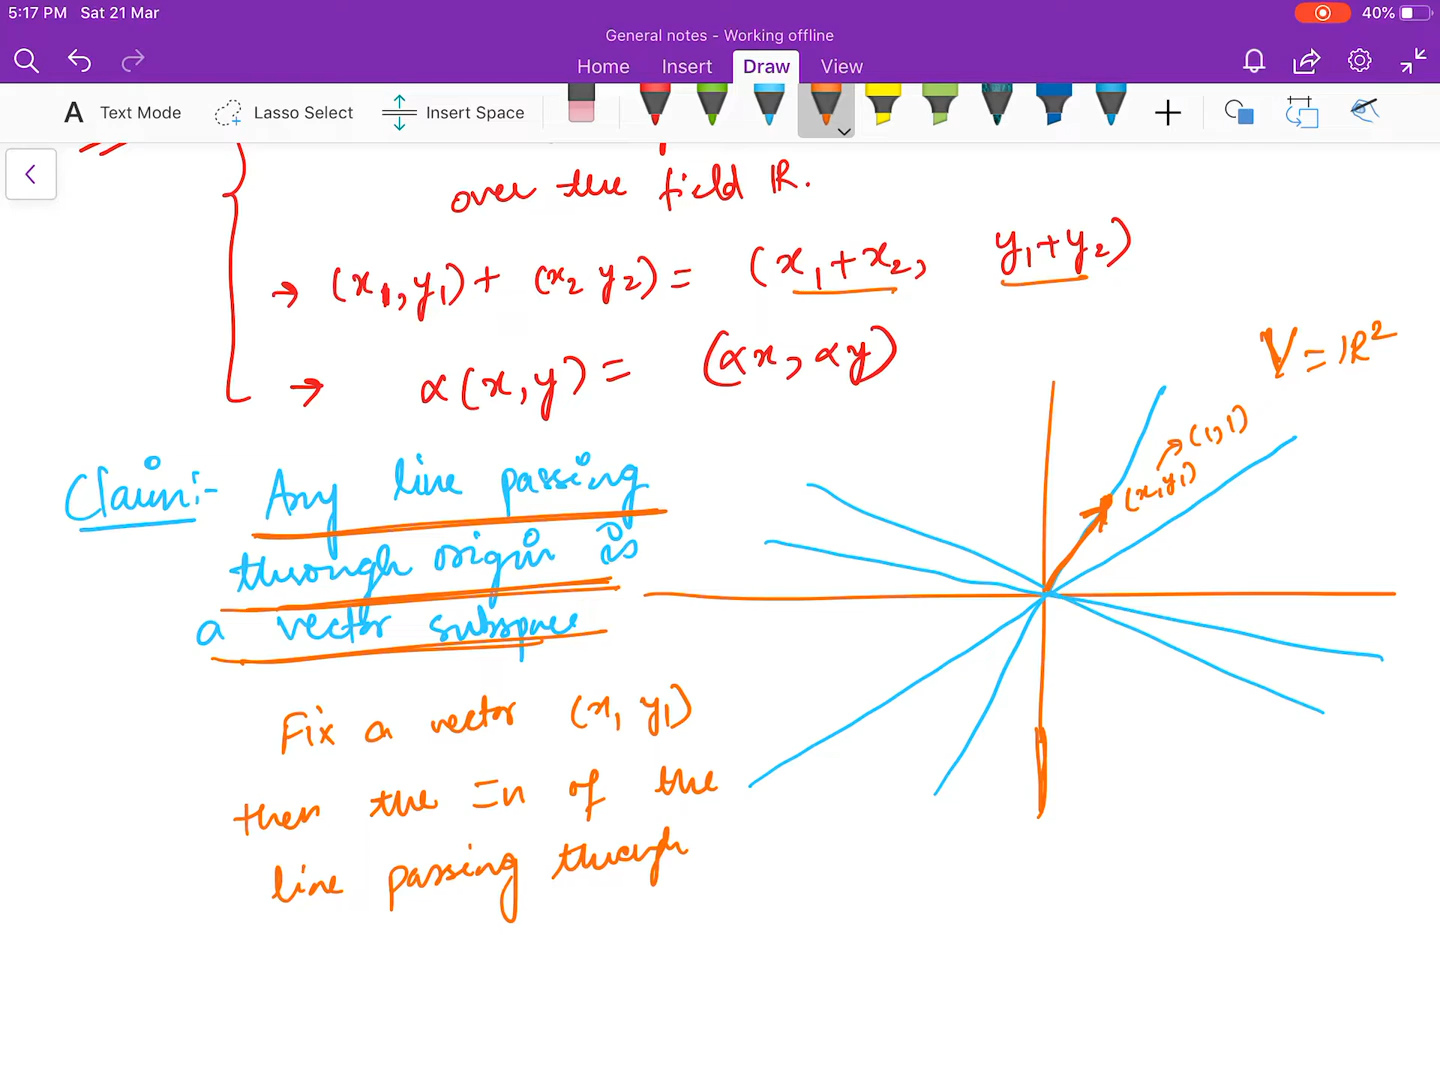 5:17 PM Sat 21 Mar
40%
General notes - Working offline
Home Insert Draw View
A Text Mode Lasso Select Insert Space
over the field ℝ.
→ (x₁, y₁) + (x₂ y₂) = (x₁+x₂, y₁+y₂)
→ α(x, y) = (αx, αy)
V = ℝ²
Claim:- Any line passing
through origin is
a vector subspace
→(1,1)
(x₁ y₁)
Fix a vector (x₁ y₁)
then the =n of the
line passing through